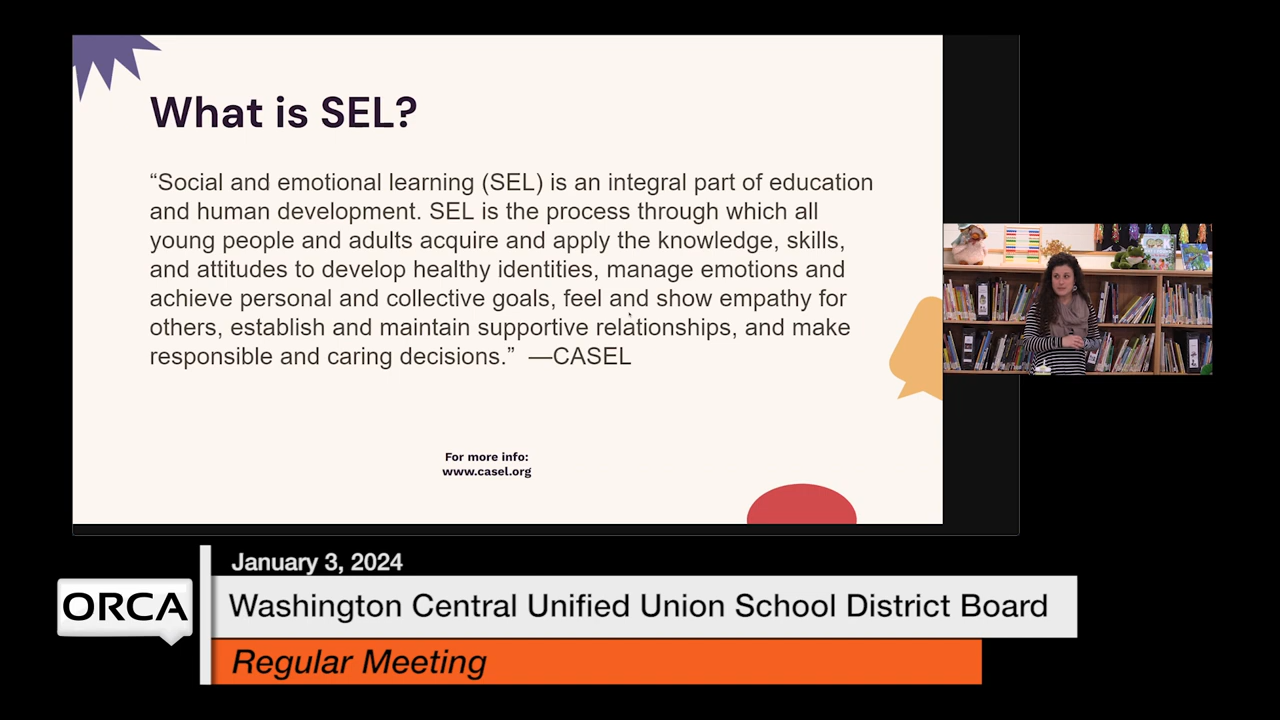 What is SEL?
“Social and emotional learning (SEL) is an integral part of education
and human development. SEL is the process through which all
young people and adults acquire and apply the knowledge, skills,
and attitudes to develop healthy identities, manage emotions and
achieve personal and collective goals, feel and show empathy for
others, establish and maintain supportive relationships, and make
responsible and caring decisions.” —CASEL
For more info:
www.casel.org
January 3, 2024
ORCA
Washington Central Unified Union School District Board
Regular Meeting